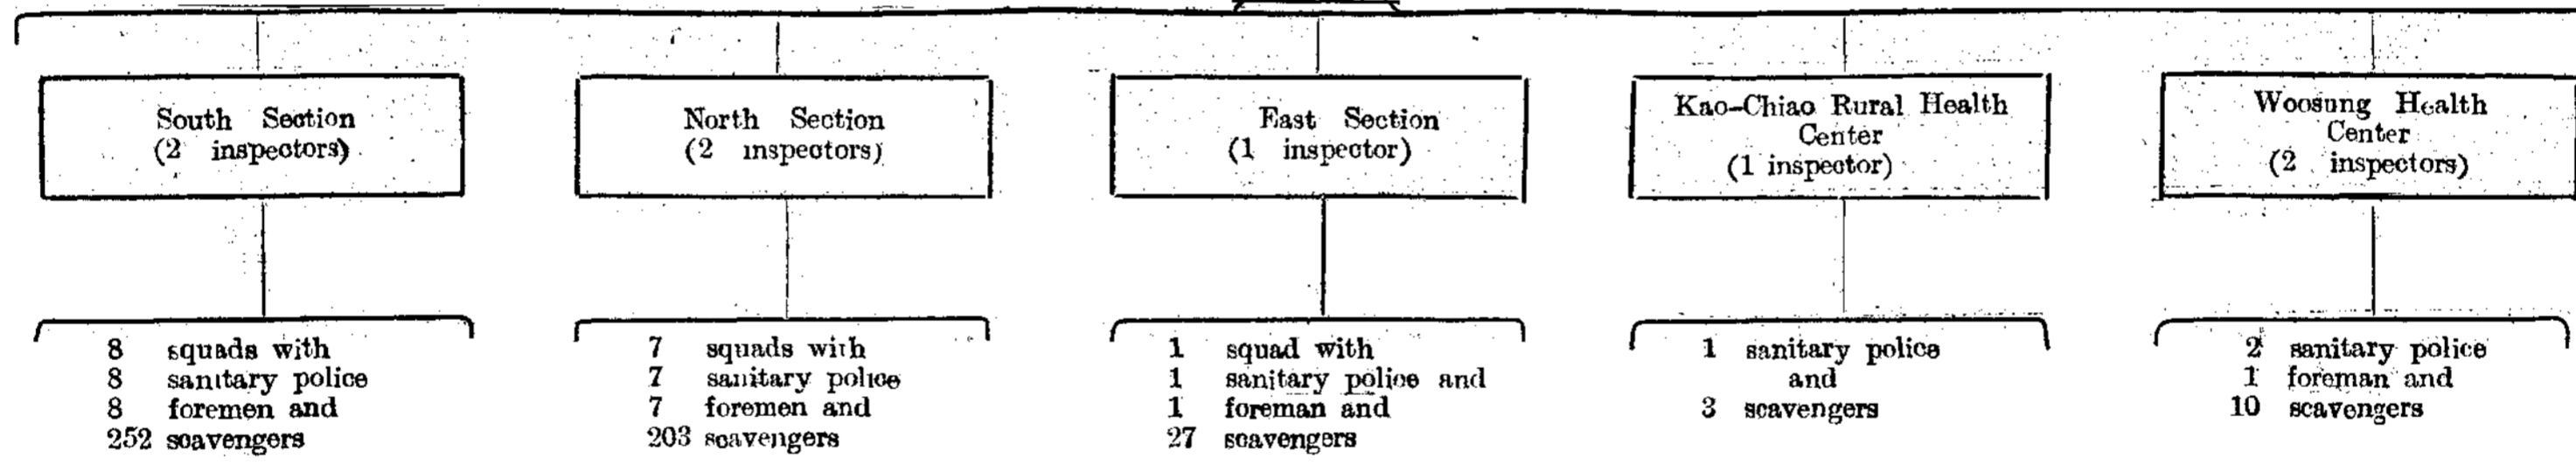 South Section
(2 inspectors)
North Section
(2 inspectors)
East Section
(1 inspector)
Kao-Chiao Rural Health
Center
(1 inspector)
Woosung Health
Center
(2 inspectors)
8 squads with
8 sanitary police
8 foremen and
252 scavengers
7 squads with
7 sanitary police
7 foremen and
203 scavengers
1 squad with
1 sanitary police and
1 foreman and
27 scavengers
1 sanitary police
and
3 scavengers
2 sanitary police
1 foreman and
10 scavengers